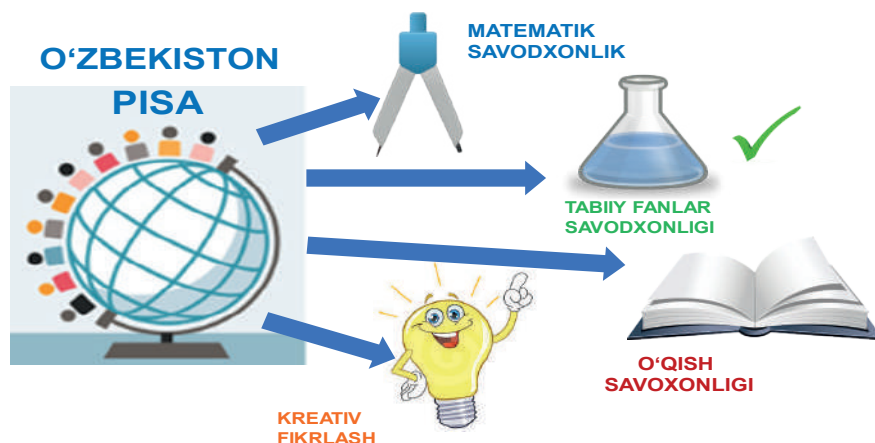 O‘ZBEKISTON
PISA
MATEMATIK
SAVODXONLIK
TABIIY FANLAR
SAVODXONLIGI
O‘QISH
SAVOXONLIGI
KREATIV
FIKRLASH